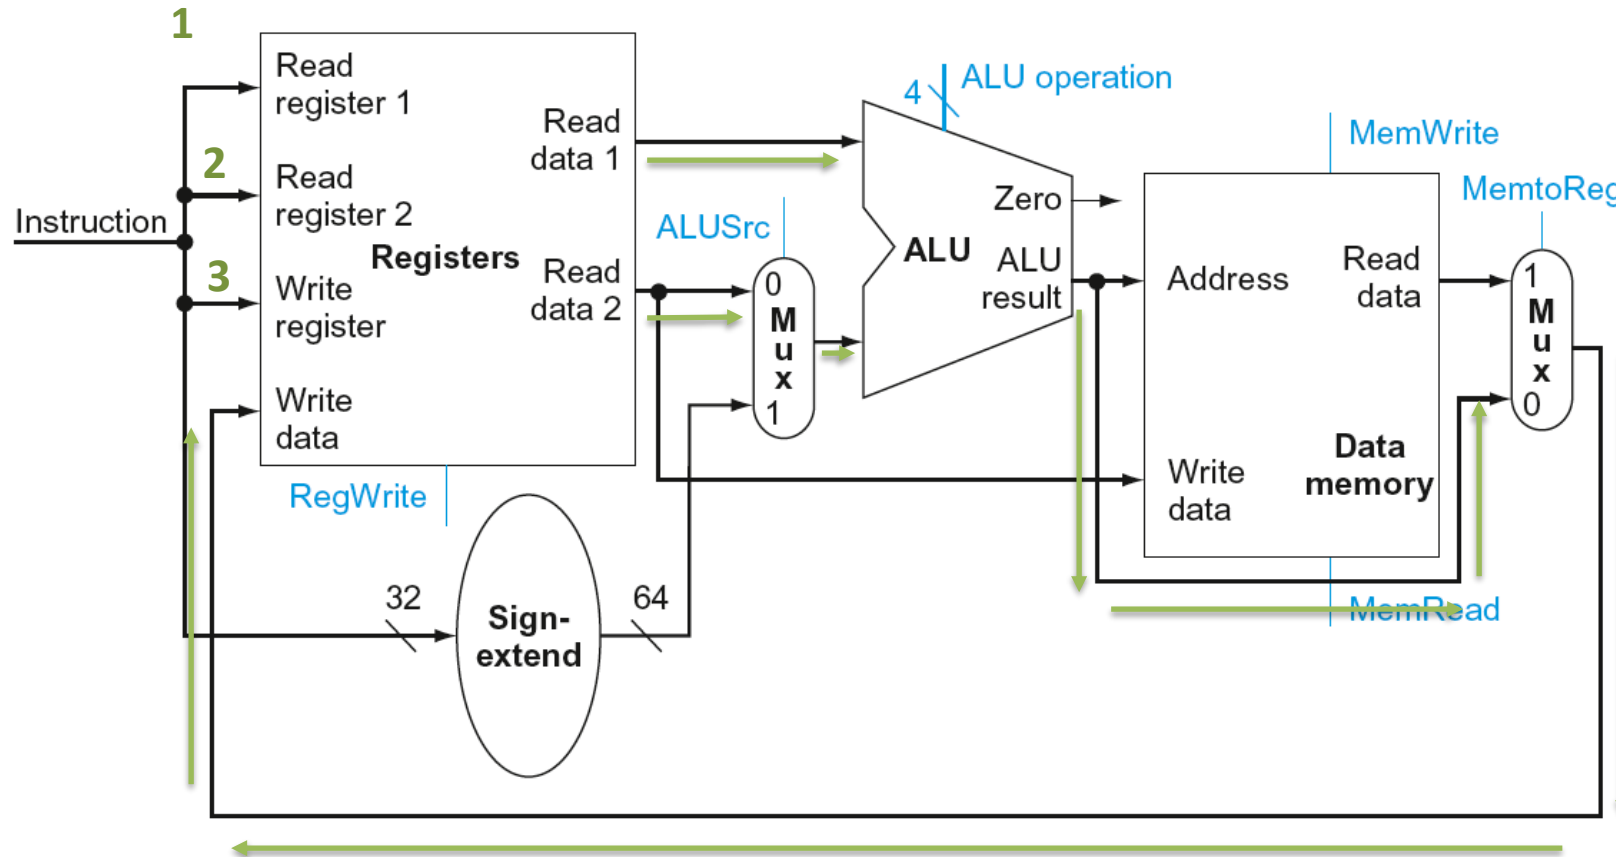 1
Read
register 1
2
Read
register 2
Instruction
3
Registers
Write
register
Write
data
Read
data 1
Read
data 2
RegWrite
32
Sign-
extend
64
ALUSrc
0
M
u
x
1
4
ALU operation
Zero
ALU
ALU
result
MemWrite
MemtoReg
Address
Read
data
Write
data
Data
memory
MemRead
1
M
u
x
0